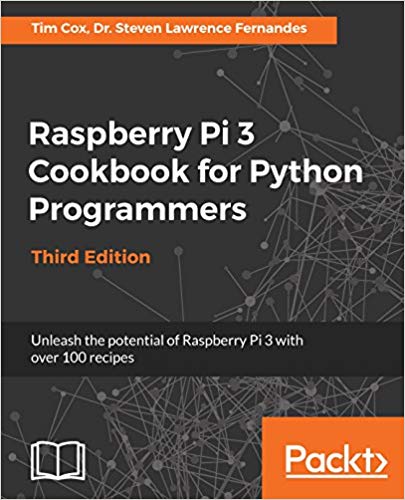 Tim Cox, Dr. Steven Lawrence Fernandes
Raspberry Pi 3
Cookbook for Python
Programmers
Third Edition
Unleash the potential of Raspberry Pi 3 with
over 100 recipes
Packt